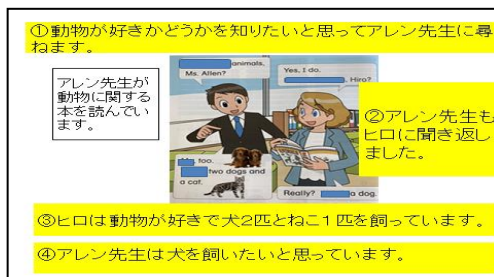 ①動物が好きかどうかを知りたいと思ってアレン先生に尋
ねます。
アレン先生が
動物に関する
本を読んでい
ます。
animals,
Ms. Allen?
Yes, I do.
, Hiro?
②アレン先生も
ヒロに聞き返し
ました。
, too.
two dogs and
a cat.
Really?
a dog.
③ヒロは動物が好きで犬2匹とねこ1匹を飼っています。
④アレン先生は犬を飼いたいと思っています。